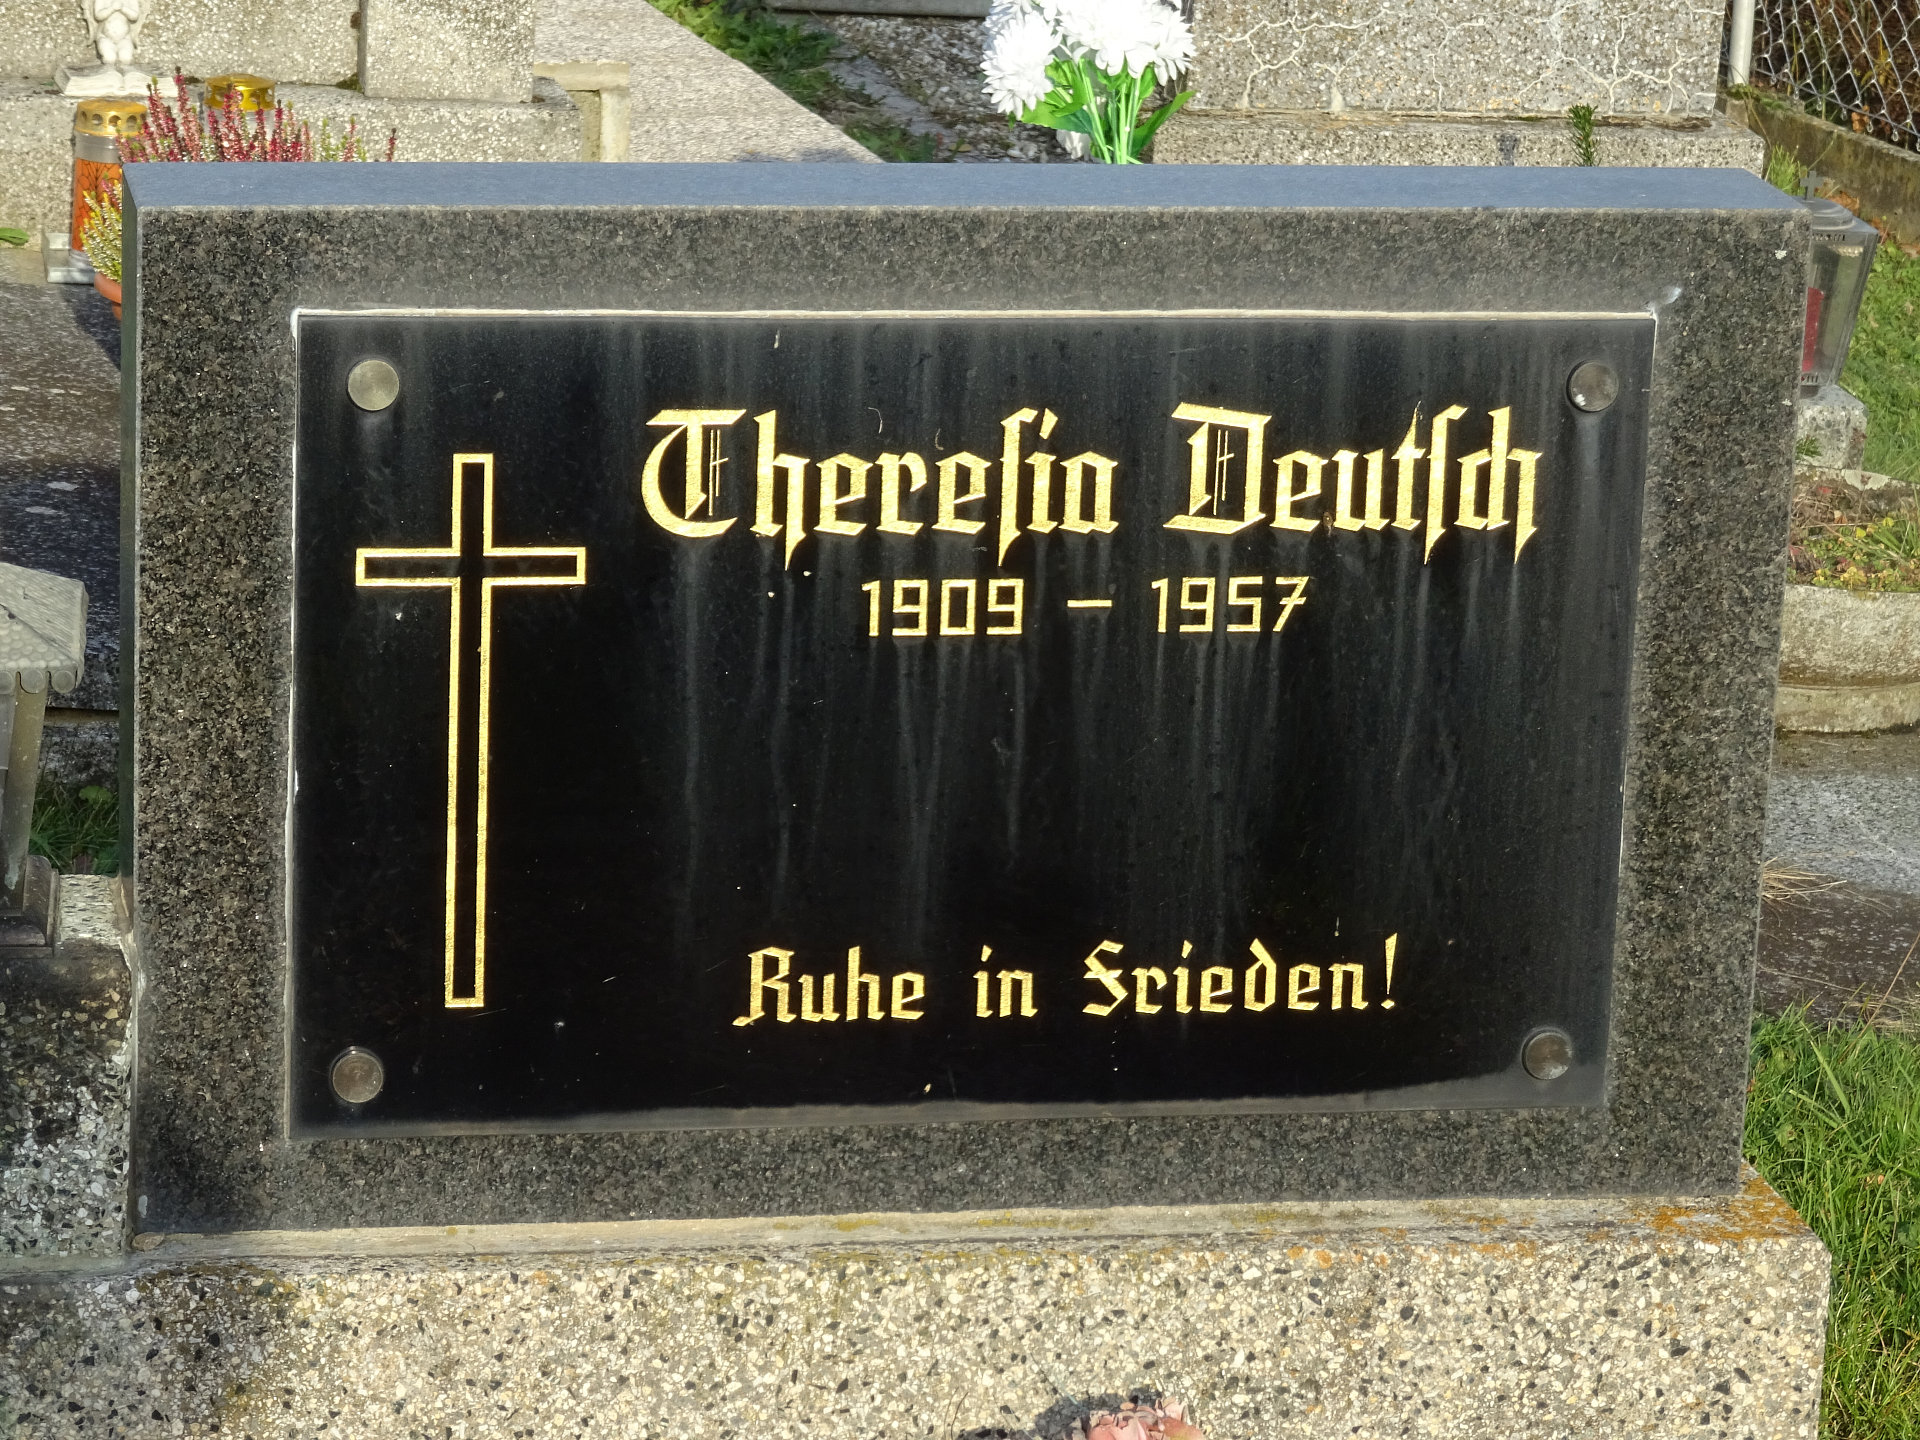 Thereſia Deutſch
1909 – 1957
Ruhe in Frieden!